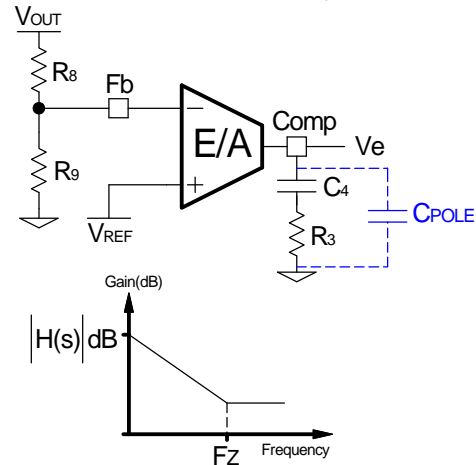 VOUT
R8
Fb
R9
VREF
E/A
Comp
Ve
C4
R3
CPOLE
Gain(dB)
|H(s)| dB
FZ
Frequency